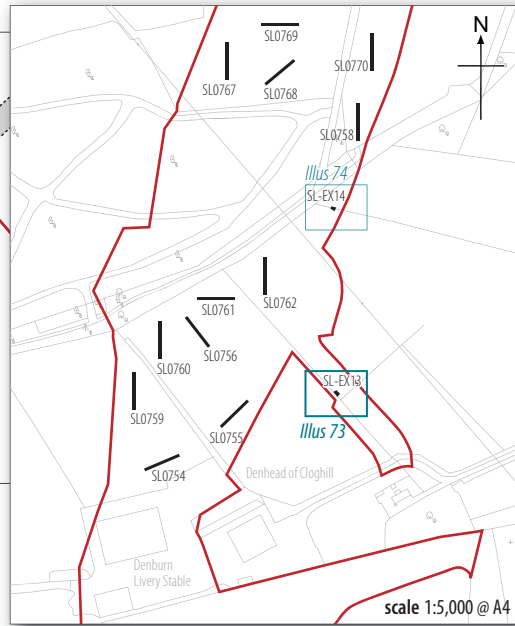 SL0769
N
SL0767
SL0768
SL0770
SL0758
Illus 74
SL-EX14
SL0762
SL0761
SL0756
SL0760
SL-EX13
SL0759
SL0755
Illus 73
SL0754
Denhead of Cloghill
Denburn
Livery Stable
scale 1:5,000 @ A4